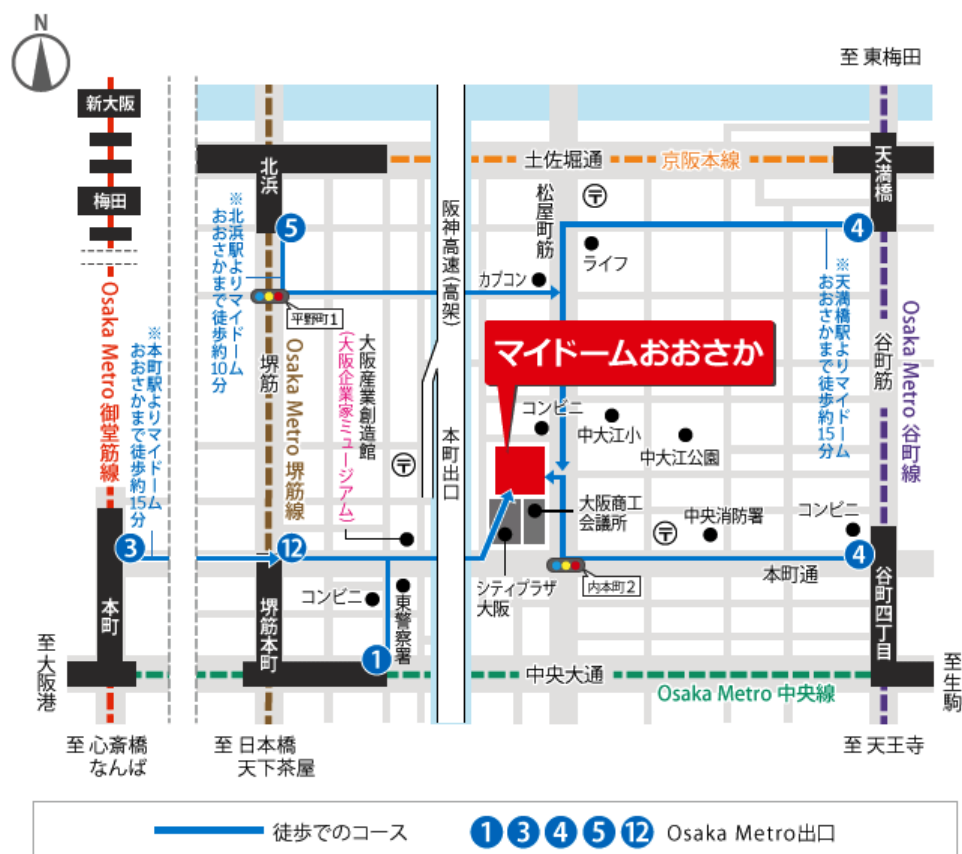 N
至 東梅田
新大阪
梅田
北浜
土佐堀通
京阪本線
天満橋
※北浜駅よりマイドーム
おおさかまで徒歩約10分
5
阪神高速(高架)
松屋町筋
〒
4
ライフ
カプコン
平野町1
※天満橋駅よりマイドーム
おおさかまで徒歩約15分
谷町筋
Osaka Metro 谷町線
Osaka Metro 御堂筋線
※本町駅よりマイドーム
おおさかまで徒歩約15分
堺筋
Osaka Metro 堺筋線
大阪産業創造館
(大阪企業家ミュージアム)
マイドームおおさか
コンビニ
中大江小
中大江公園
〒
本町出口
大阪商工
会議所
〒
中央消防署
コンビニ
3
12
4
シティプラザ
大阪
内本町2
本町通
本町
堺筋本町
コンビニ
東警察署
谷町四丁目
1
至大阪港
中央大通
Osaka Metro 中央線
至生駒
至 心斎橋
なんば
至 日本橋
天下茶屋
至 天王寺
徒歩でのコース
1 3 4 5 12 Osaka Metro出口